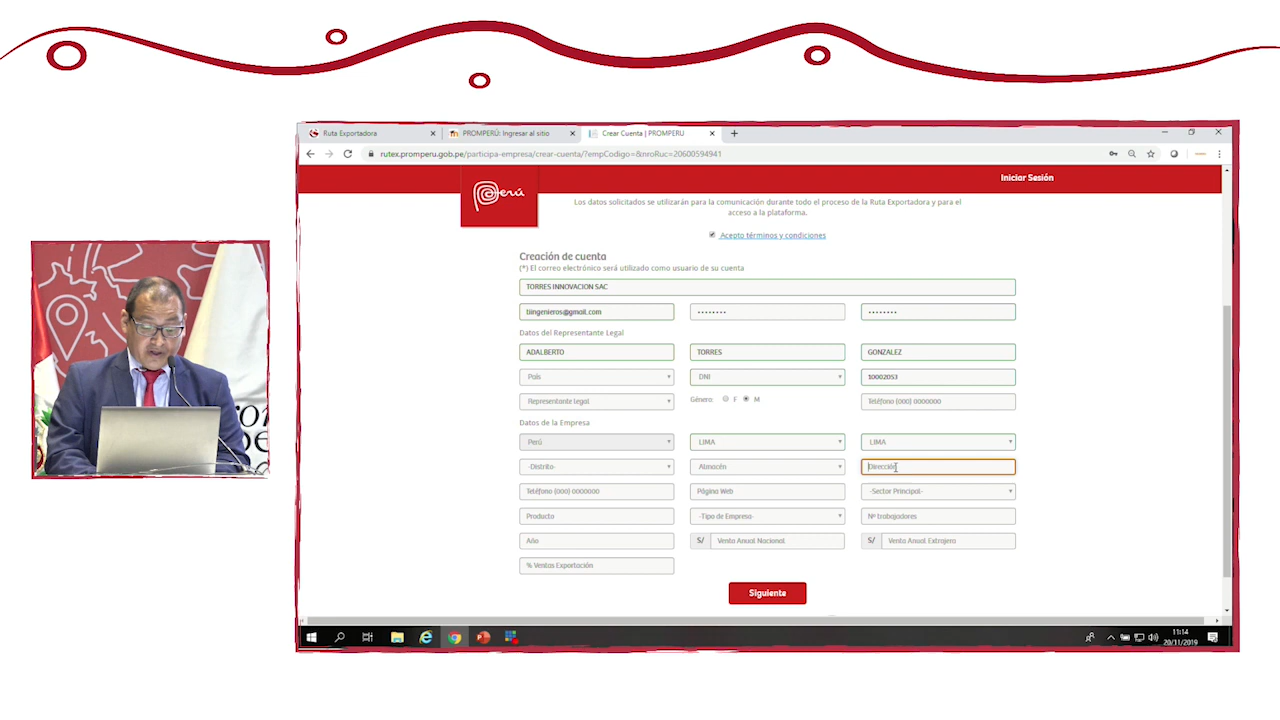 Ruta Exportadora
PROMPERÚ: Ingresar al sitio
Crear Cuenta | PROMPERU
rutex.promperu.gob.pe/participa-empresa/crear-cuenta/?empCodigo=&nroRuc=20600594941
Perú
Iniciar Sesión
Los datos solicitados se utilizarán para la comunicación durante todo el proceso de la Ruta Exportadora y para el
acceso a la plataforma.
Acepto términos y condiciones
Creación de cuenta
(*) El correo electrónico será utilizado como usuario de su cuenta
TORRES INNOVACION SAC
tiingenieros@gmail.com •••••••• ••••••••
Datos del Representante Legal
ADALBERTO TORRES GONZALEZ
País DNI 10002053
Representante Legal Género: F M Teléfono (000) 0000000
Datos de la Empresa
Perú LIMA LIMA
-Distrito- Almacén Dirección
Teléfono (000) 0000000 Página Web -Sector Principal-
Producto -Tipo de Empresa- Nº trabajadores
Año S/ Venta Anual Nacional S/ Venta Anual Extrajero
% Ventas Exportación
Siguiente
11:14
20/11/2019